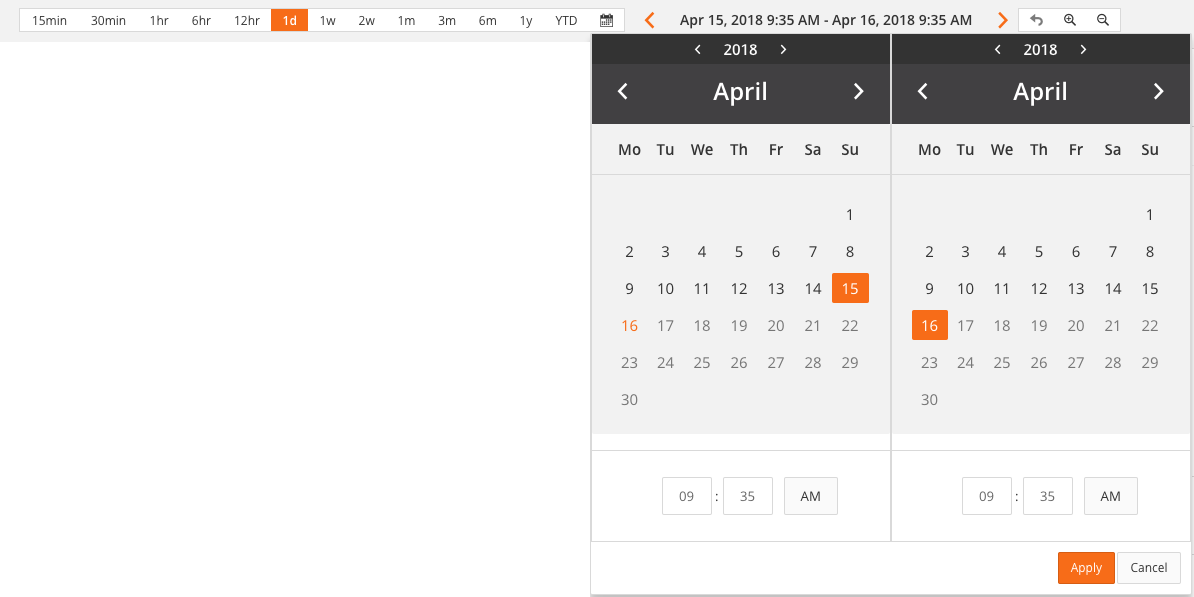 15min 30min 1hr 6hr 12hr 1d 1w 2w 1m 3m 6m 1y YTD Apr 15, 2018 9:35 AM - Apr 16, 2018 9:35 AM
2018 2018
April April
Mo Tu We Th Fr Sa Su Mo Tu We Th Fr Sa Su
1 1
2 3 4 5 6 7 8 2 3 4 5 6 7 8
9 10 11 12 13 14 15 9 10 11 12 13 14 15
16 17 18 19 20 21 22 16 17 18 19 20 21 22
23 24 25 26 27 28 29 23 24 25 26 27 28 29
30 30
09 : 35 AM 09 : 35 AM
Apply Cancel